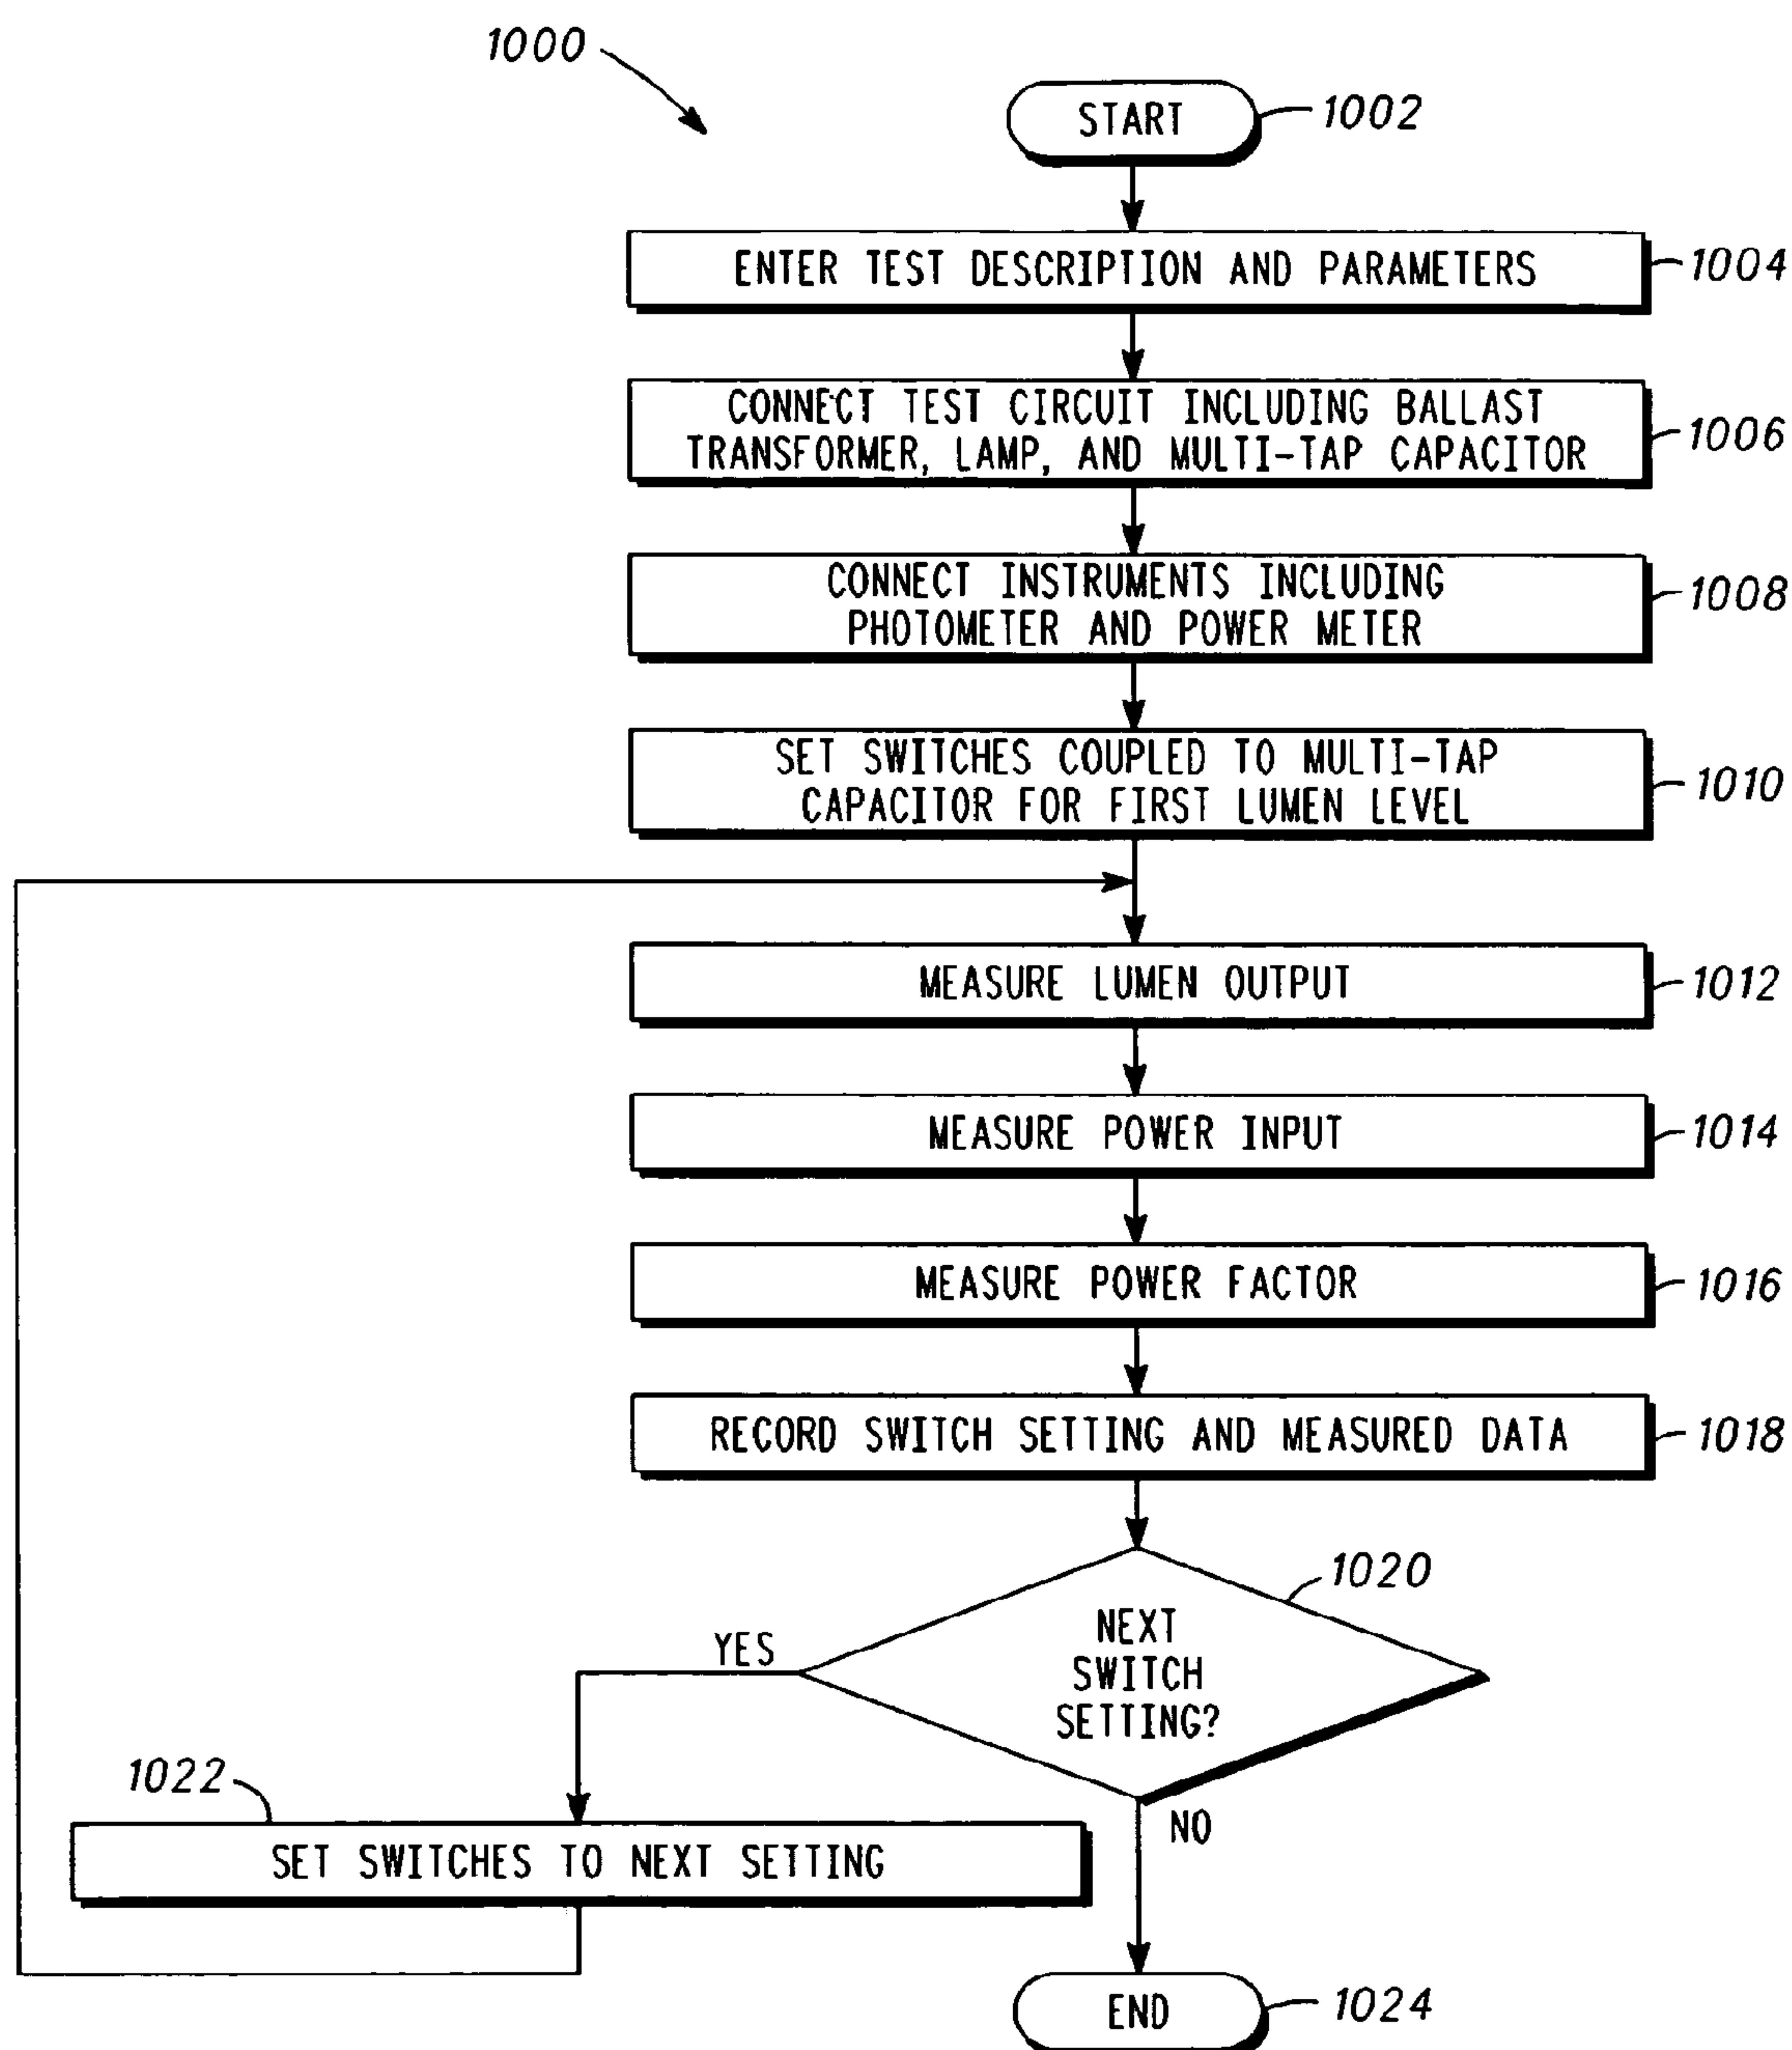 1000
START
1002
ENTER TEST DESCRIPTION AND PARAMETERS
1004
CONNECT TEST CIRCUIT INCLUDING BALLAST
TRANSFORMER, LAMP, AND MULTI-TAP CAPACITOR
1006
CONNECT INSTRUMENTS INCLUDING
PHOTOMETER AND POWER METER
1008
SET SWITCHES COUPLED TO MULTI-TAP
CAPACITOR FOR FIRST LUMEN LEVEL
1010
MEASURE LUMEN OUTPUT
1012
MEASURE POWER INPUT
1014
MEASURE POWER FACTOR
1016
RECORD SWITCH SETTING AND MEASURED DATA
1018
1020
NEXT
SWITCH
SETTING?
YES
NO
1022
SET SWITCHES TO NEXT SETTING
END
1024